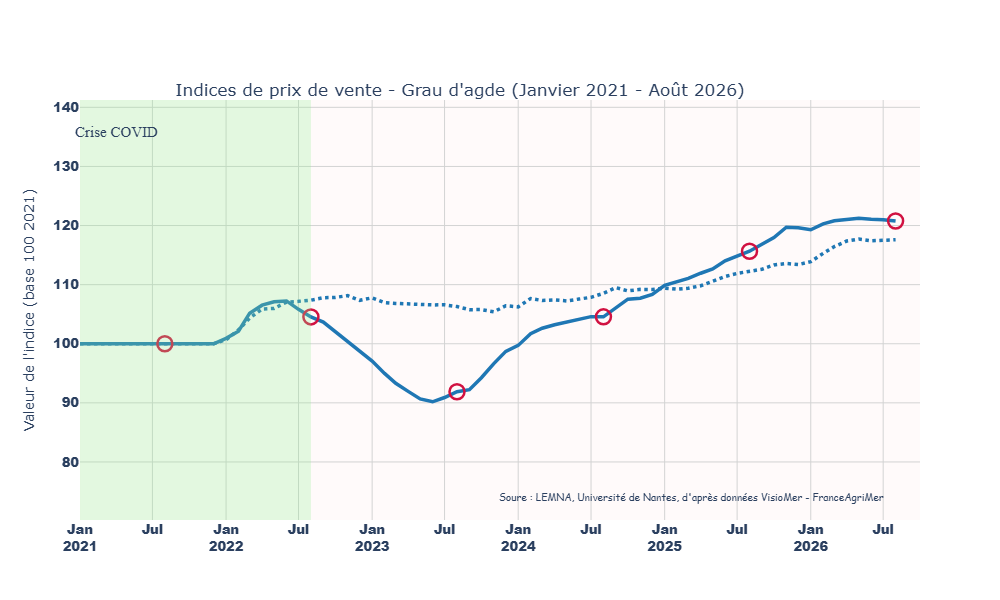 Indices de prix de vente - Grau d'agde (Janvier 2021 - Août 2026)
Valeur de l'indice (base 100 2021)
140
130
120
110
100
90
80
Crise COVID
Soure : LEMNA, Université de Nantes, d'après données VisioMer - FranceAgriMer
Jan Jul Jan Jul Jan Jul Jan Jul Jan Jul Jan Jul
2021 2022 2023 2024 2025 2026